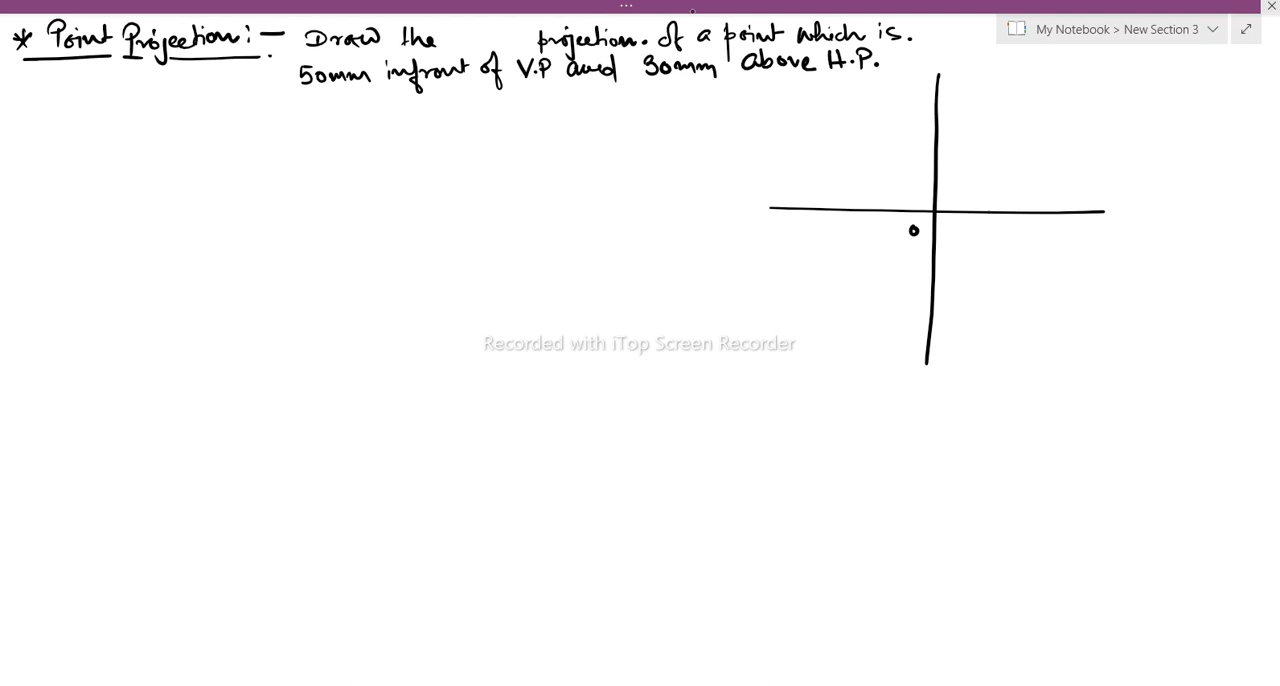 My Notebook > New Section 3
* Point Projection:- Draw the projection. Of a point which is.
50mm infront of V.P and 30mm above H.P.
O
Recorded with iTop Screen Recorder